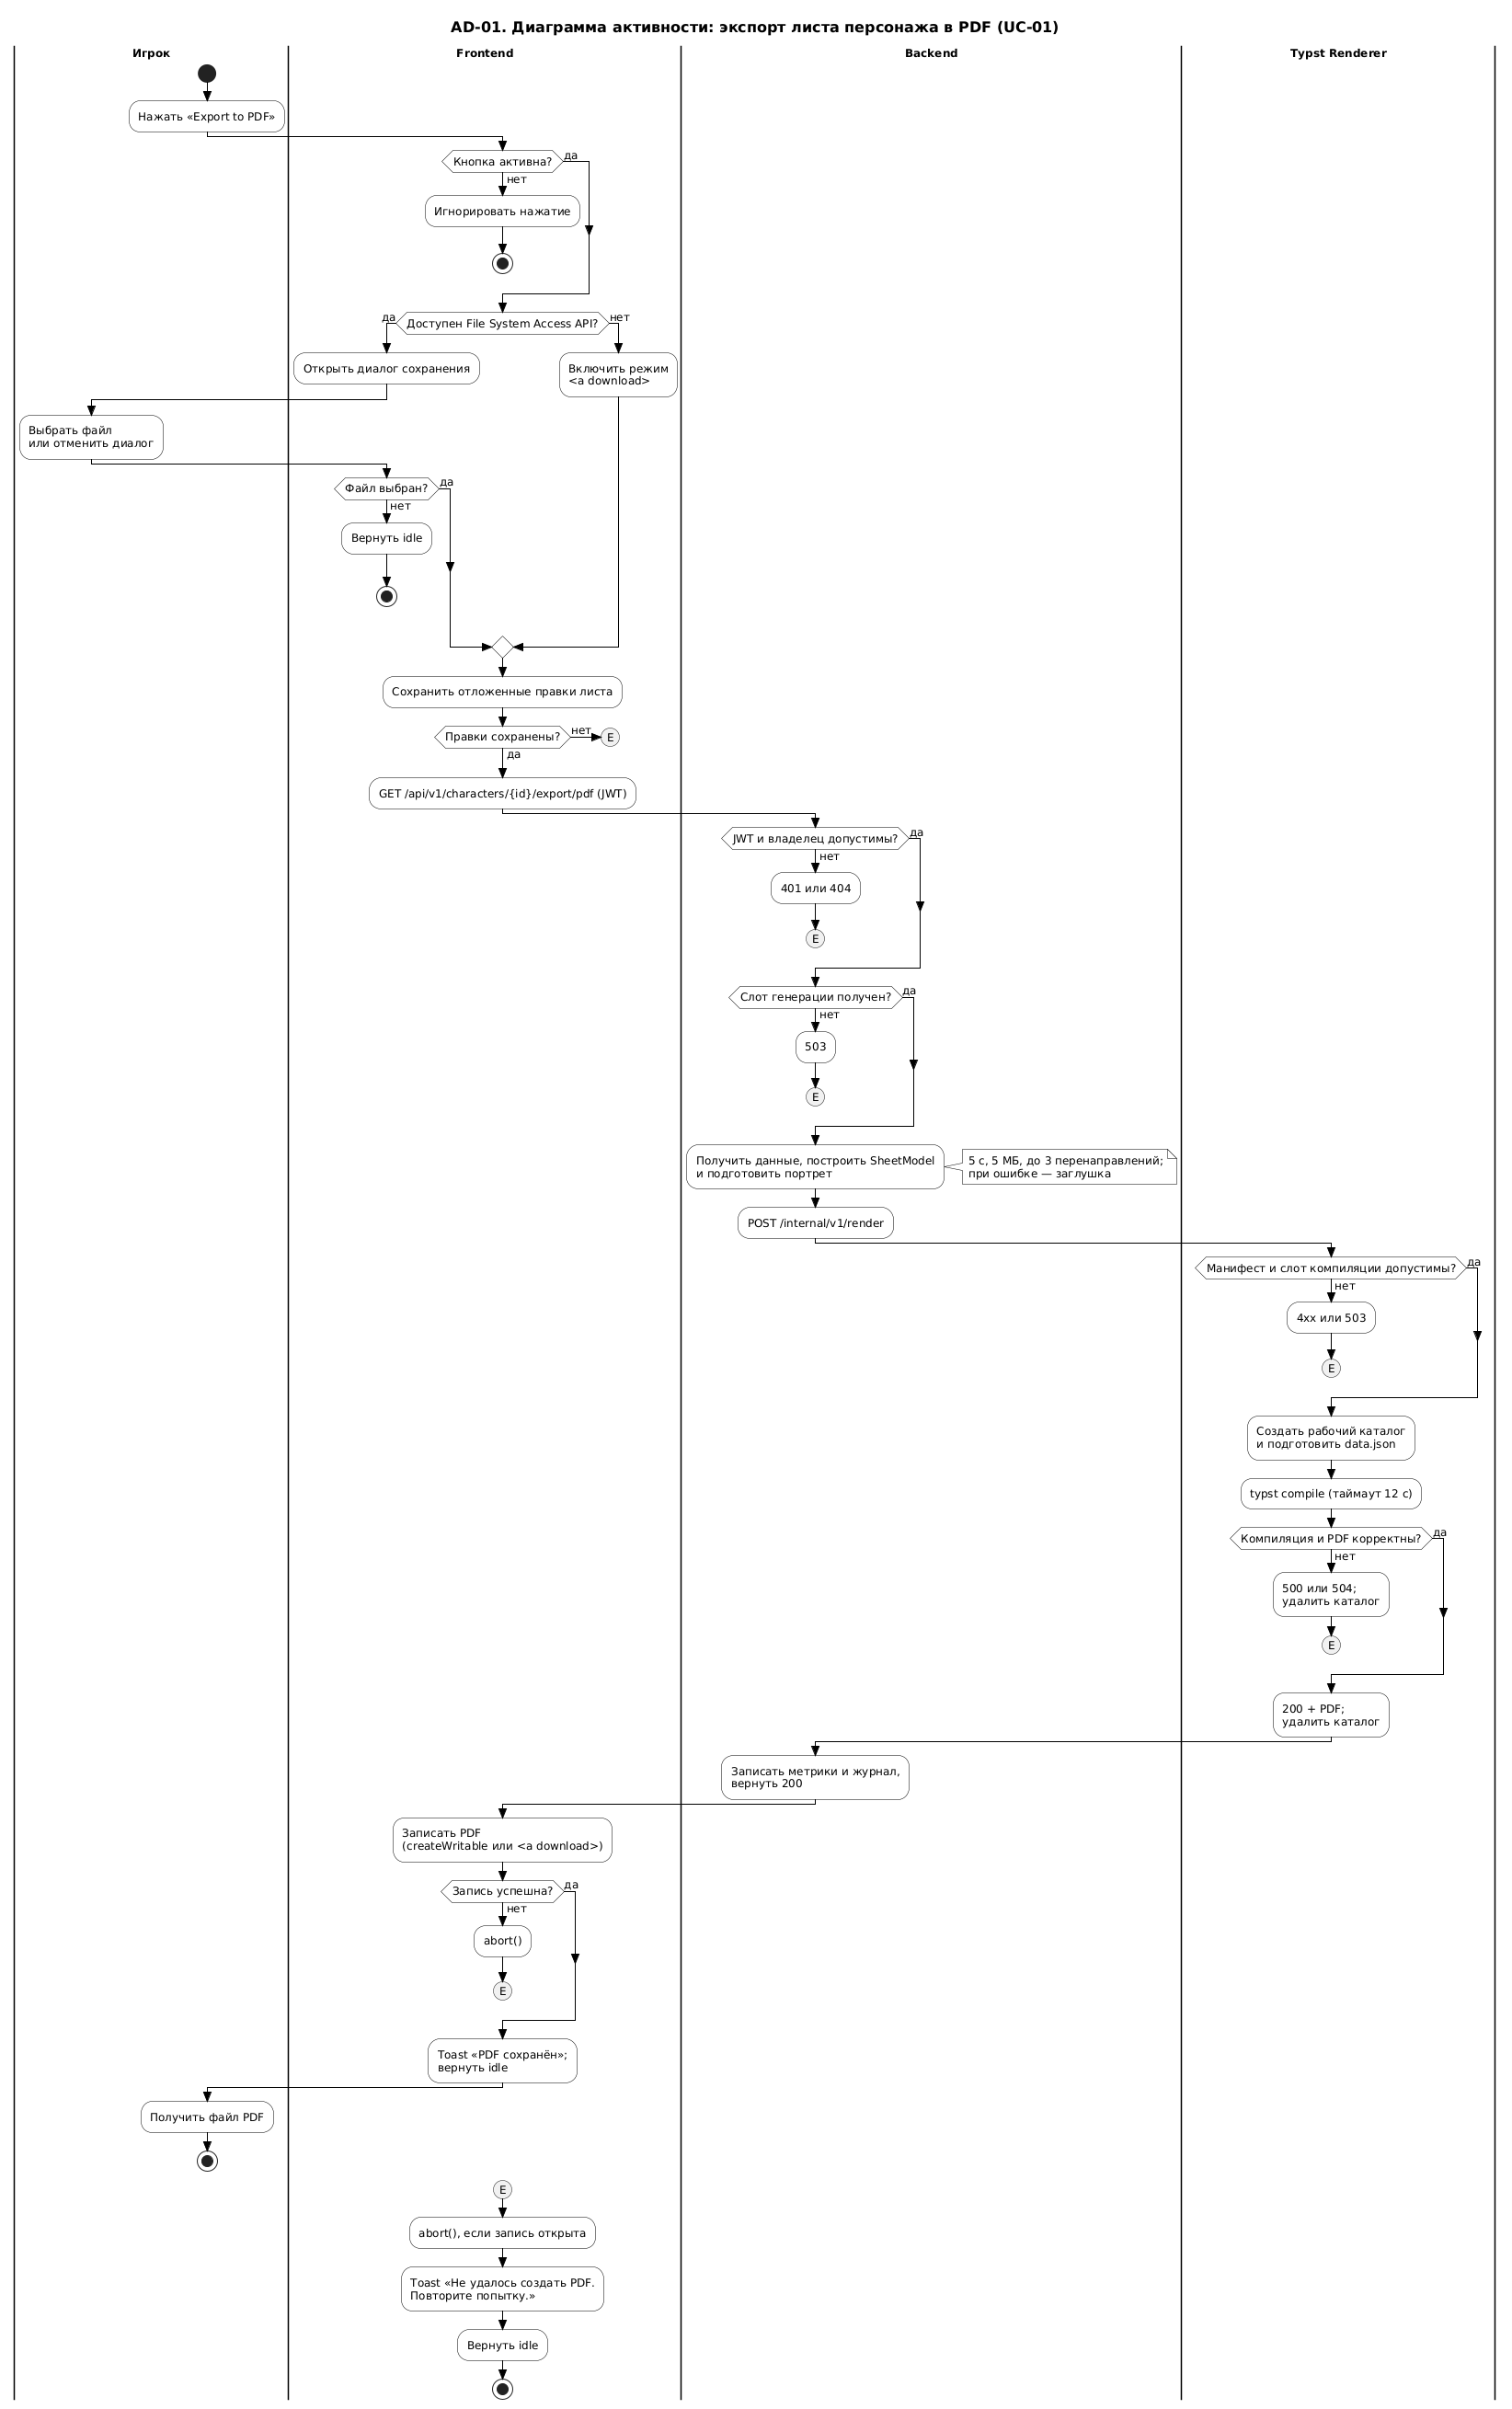 AD-01. Диаграмма активности: экспорт листа персонажа в PDF (UC-01)
Игрок
Frontend
Backend
Typst Renderer
Нажать «Export to PDF»
Кнопка активна?
да
нет
Игнорировать нажатие
да
Доступен File System Access API?
нет
Открыть диалог сохранения
Включить режим
<a download>
Выбрать файл
или отменить диалог
Файл выбран?
да
нет
Вернуть idle
Сохранить отложенные правки листа
Правки сохранены?
нет
E
да
GET /api/v1/characters/{id}/export/pdf (JWT)
JWT и владелец допустимы?
да
нет
401 или 404
E
Слот генерации получен?
да
нет
503
E
Получить данные, построить SheetModel
и подготовить портрет
5 с, 5 МБ, до 3 перенаправлений;
при ошибке — заглушка
POST /internal/v1/render
Манифест и слот компиляции допустимы?
да
нет
4xx или 503
E
Создать рабочий каталог
и подготовить data.json
typst compile (таймаут 12 с)
Компиляция и PDF корректны?
да
нет
500 или 504;
удалить каталог
E
200 + PDF;
удалить каталог
Записать метрики и журнал,
вернуть 200
Записать PDF
(createWritable или <a download>)
Запись успешна?
да
нет
abort()
E
Toast «PDF сохранён»;
вернуть idle
Получить файл PDF
E
abort(), если запись открыта
Toast «Не удалось создать PDF.
Повторите попытку.»
Вернуть idle